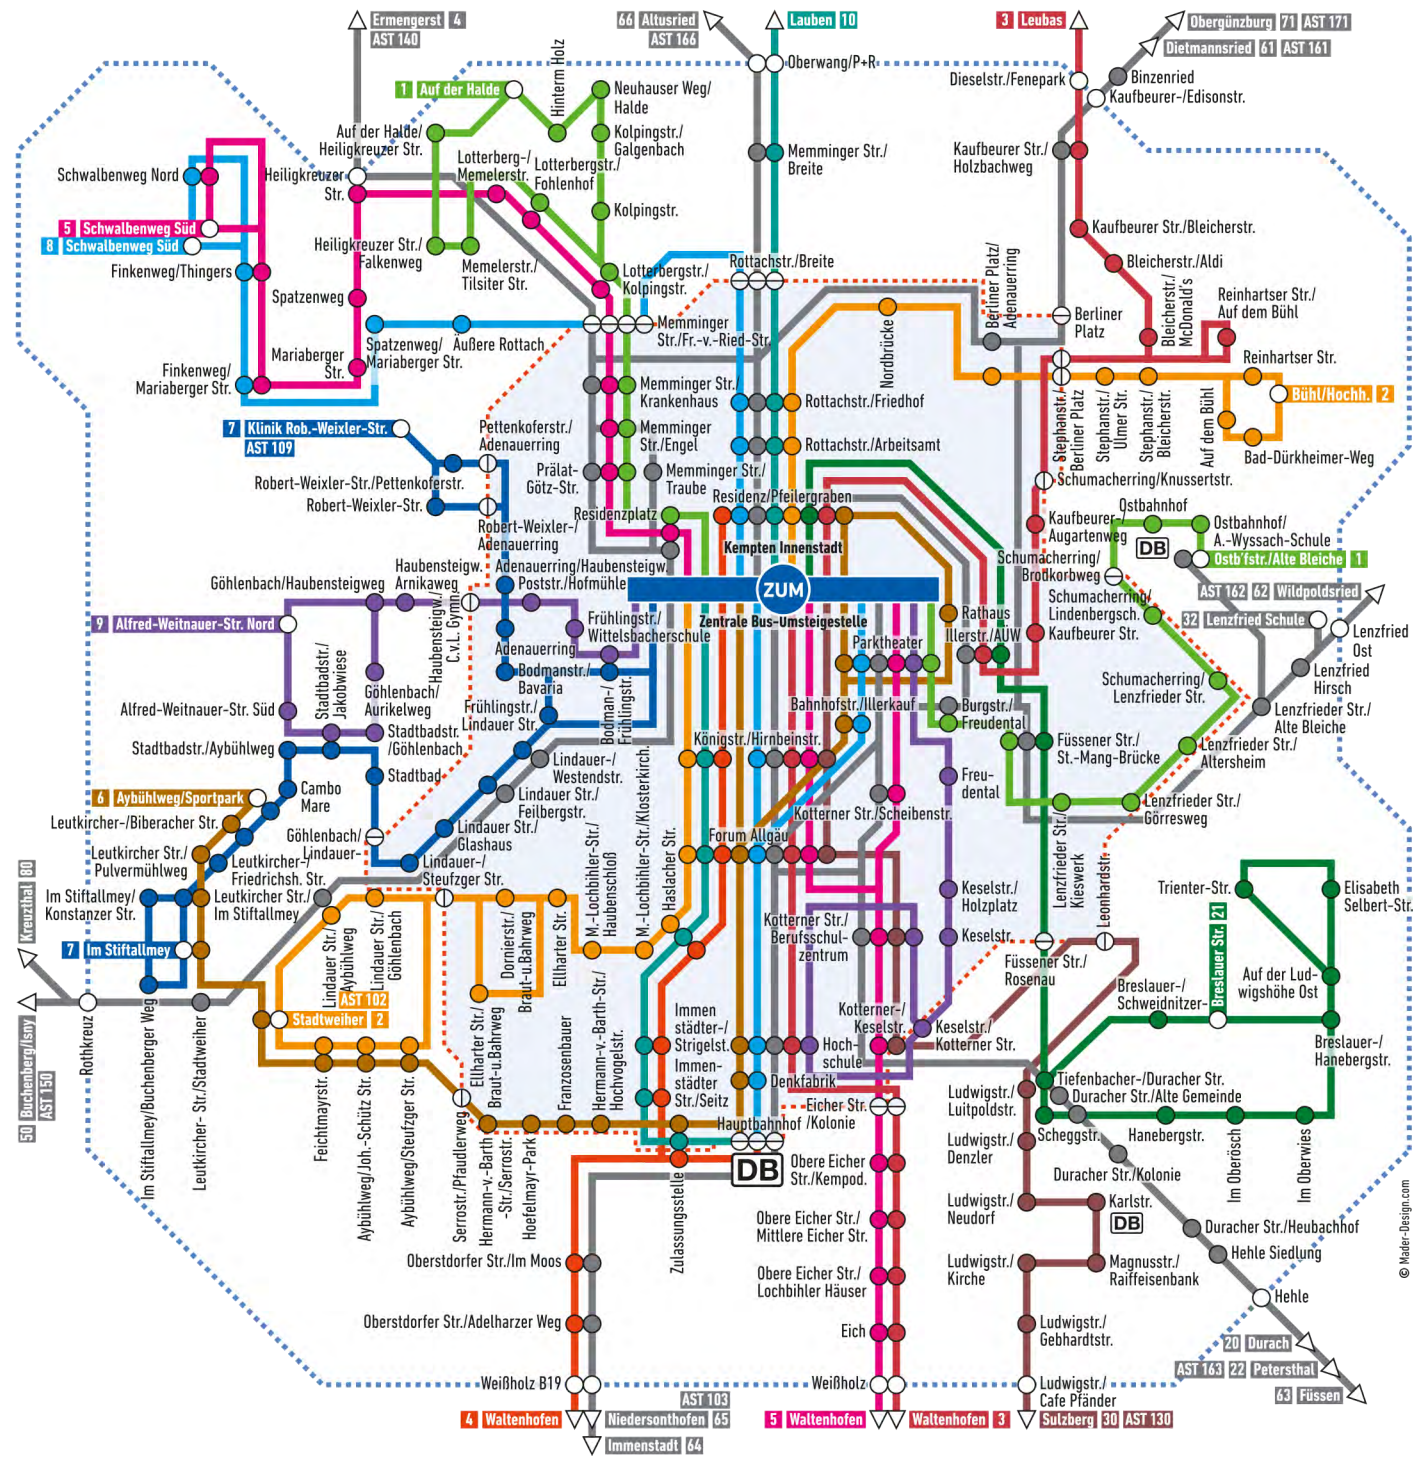 Ermengerst 4
AST 140
66 Altusried
AST 166
Lauben 10
3 Leubas
Obergünzburg 71 AST 171
Dietmannsried 61 AST 161
Oberwang/P+R
Dieselstr./Fenepark
Binzenried
Kaufbeurer-/Edisonstr.
1 Auf der Halde
Hinterm Holz
Neuhauser Weg/
Halde
Auf der Halde/
Heiligkreuzer Str.
Kolpingstr./
Galgenbach
Lotterberg-/
Memelerstr.
Lotterbergstr./
Fohlenhof
Memminger Str./
Breite
Kaufbeurer Str./
Holzbachweg
Schwalbenweg Nord
Heiligkreuzer
Str.
Kolpingstr.
5 Schwalbenweg Süd
8 Schwalbenweg Süd
Kaufbeurer Str./Bleicherstr.
Heiligkreuzer Str./
Falkenweg
Memelerstr./
Tilsiter Str.
Finkenweg/Thingers
Lotterbergstr./
Kolpingstr.
Rottachstr./Breite
Berliner Platz/
Adenauerring
Bleicherstr./Aldi
Spatzenweg
Bleicherstr./
McDonald's
Reinhartser Str./
Auf dem Bühl
Berliner
Platz
Memminger
Str./Fr.-v.-Ried-Str.
Spatzenweg/
Mariaberger Str.
Äußere Rottach
Nordbrücke
Mariaberger
Str.
Reinhartser Str.
Finkenweg/
Mariaberger Str.
Memminger Str./
Krankenhaus
Rottachstr./Friedhof
Bühl/Hochh. 2
Stephanstr./
Berliner Platz
Stephanstr./
Ulmer Str.
Stephanstr./
Bleicherstr.
Auf dem Bühl
Bad-Dürkheimer-Weg
7 Klinik Rob.-Weixler-Str.
AST 109
Pettenkoferstr./
Adenauerring
Memminger
Str./Engel
Rottachstr./Arbeitsamt
Robert-Weixler-Str./Pettenkoferstr.
Prälat-
Götz-Str.
Memminger Str./
Traube
Schumacherring/Knussertstr.
Robert-Weixler-Str.
Residenz/Pfeilergraben
Residenzplatz
Robert-Weixler-/
Adenauerring
Kempten Innenstadt
Kaufbeurer-/
Augartenweg
Ostbahnhof
DB
Ostbahnhof/
A.-Wyssach-Schule
Ostb'fstr./Alte Bleiche 1
Schumacherring/
Brodkorbweg
Haubensteigw./
Arnikaweg
Adenauerring/Haubensteigw.
Göhlenbach/Haubensteigweg
Poststr./Hofmühle
ZUM
Zentrale Bus-Umsteigestelle
Schumacherring/
Lindenbergsch.
AST 162 62 Wildpoldsried
32 Lenzfried Schule
9 Alfred-Weitnauer-Str. Nord
Haubensteigw./
C.v.L. Gymn.
Frühlingstr./
Wittelsbacherschule
Rathaus
Illerstr./AÜW
Kaufbeurer Str.
Lenzfried
Ost
Adenauerring
Parktheater
Lenzfried
Hirsch
Stadtbadstr./
Jakobwiese
Göhlenbach/
Aurikelweg
Bodmanstr./
Bavaria
Bodman-/
Frühlingstr.
Schumacherring/
Lenzfrieder Str.
Alfred-Weitnauer-Str. Süd
Frühlingstr./
Lindauer Str.
Bahnhofstr./Illerkauf
Burgstr./
Freudental
Lenzfrieder Str./
Alte Bleiche
Stadtbadstr./Aybühlweg
Stadtbadstr.
/Göhlenbach
Königstr./Hirnbeinstr.
Füssener Str./
St.-Mang-Brücke
Lenzfrieder Str./
Altersheim
Lindauer-/
Westendstr.
Stadtbad
Freu-
dental
Cambo
Mare
Lindauer Str./
Feilbergstr.
6 Aybühlweg/Sportpark
Leutkircher-/Biberacher Str.
Lenzfrieder Str./
Görresweg
Kotterner Str./Scheibenstr.
Lindauer Str./
Glashaus
Göhlenbach/
Lindauer-
Forum Allgäu
Leutkircher Str./
Pulvermühlweg
Leutkircher-/
Friedrichsh. Str.
Lindauer-/
Steufzger Str.
M.-Lochbihler-Str./
Haubenschloß
M.-Lochbihler-Str./Klosterkirch.
Haslacher Str.
Lenzfrieder Str./
Kieswerk
Leonhardstr.
Kreuzthal 80
Im Stiftallmey/
Konstanzer Str.
Leutkircher Str./
Im Stiftallmey
Keselstr./
Holzplatz
Trienter-Str.
Elisabeth
Selbert-Str.
Breslauer Str. 21
Kotterner Str./
Berufsschul-
zentrum
Keselstr.
7 Im Stiftallmey
Lindauer Str./
Aybühlweg
Lindauer Str./
Göhlenbach
Dornierstr./
Braut-u.Bahrweg
Ellharter Str.
Füssener Str./
Rosenau
Auf der Lud-
wigshöhe Ost
Breslauer-/
Schweidnitzer-
AST 102
Stadtweiher 2
50 Buchenberg/Isny
AST 150
Rothkreuz
Im Stiftallmey/Buchenberger Weg
Leutkircher- Str./Stadtweiher
Immen
städter-/
Strigelst.
Kotterner-/
Keselstr.
Keselstr./
Kotterner Str.
Hoch-
schule
Breslauer-/
Hanebergstr.
Ellharter Str./
Braut-u.Bahrweg
Franzosenbauer
Hermann-v.-Barth-Str./
Hochvogelstr.
Immen-
städter
Str./Seitz
Denkfabrik
Tiefenbacher-/Duracher Str.
Duracher Str./Alte Gemeinde
Feichtmayrstr.
Aybühlweg/Joh.-Schütz Str.
Aybühlweg/Steufzger Str.
Serrostr./Pfaudlerweg
Hermann-v.-Barth
-Str./Serrostr.
Hoefelmayr-Park
Hauptbahnhof
DB
Eicher Str.
/Kolonie
Ludwigstr./
Luitpoldstr.
Scheggstr.
Hanebergstr.
Im Oberösch
Im Oberwies
Ludwigstr/
Denzler
Zulassungsstelle
Obere Eicher
Str./Kempod.
Duracher Str./Kolonie
Ludwigstr./
Neudorf
Karlstr.
DB
Obere Eicher Str./
Mittlere Eicher Str.
Duracher Str./Heubachhof
Hehle Siedlung
Oberstdorfer Str./Im Moos
Ludwigstr./
Kirche
Magnusstr./
Raiffeisenbank
Obere Eicher Str./
Lochbihler Häuser
Hehle
Oberstdorfer Str./Adelharzer Weg
Eich
Ludwigstr./
Gebhardtstr.
20 Durach
AST 163 22 Petersthal
63 Füssen
Weißholz B19
Weißholz
Ludwigstr./
Cafe Pfänder
AST 103
4 Waltenhofen
Niedersonthofen 65
Immenstadt 64
5 Waltenhofen
Waltenhofen 3
Sulzberg 30 AST 130
© Mader-Design.com